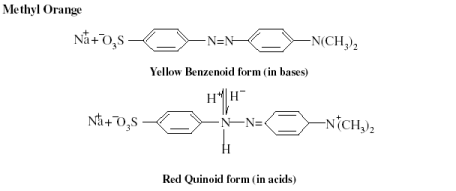 Methyl Orange
Na⁺+⁻O₃S N=N N(CH₃)₂
Yellow Benzenoid form (in bases)
H⁺ H⁻
Na⁺+⁻O₃S N—N= N⁺(CH₃)₂
H
Red Quinoid form (in acids)